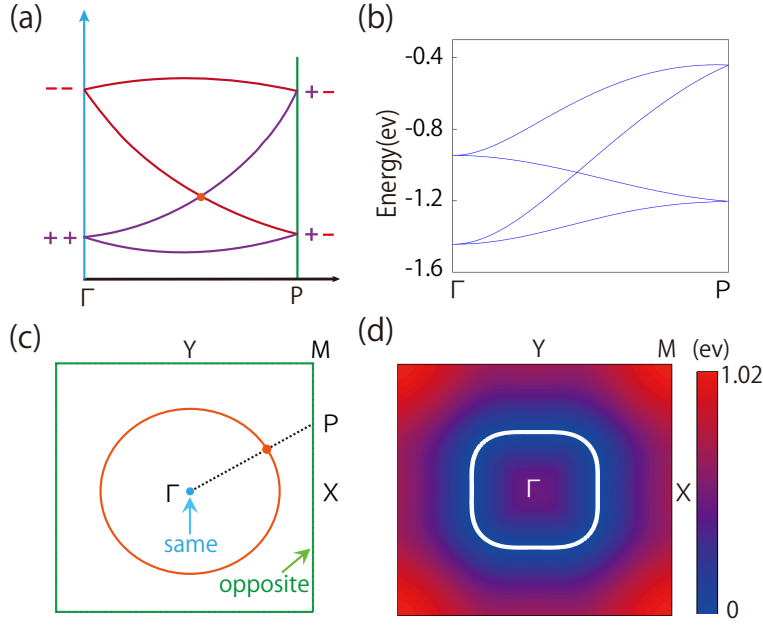 (a)
– –
+ –
+ +
+ –
Γ
P
(b)
Energy(ev)
-0.4
-0.8
-1.2
-1.6
Γ
P
(c)
Y
M
P
Γ
X
same
opposite
(d)
Y
M
(ev)
1.02
Γ
X
0